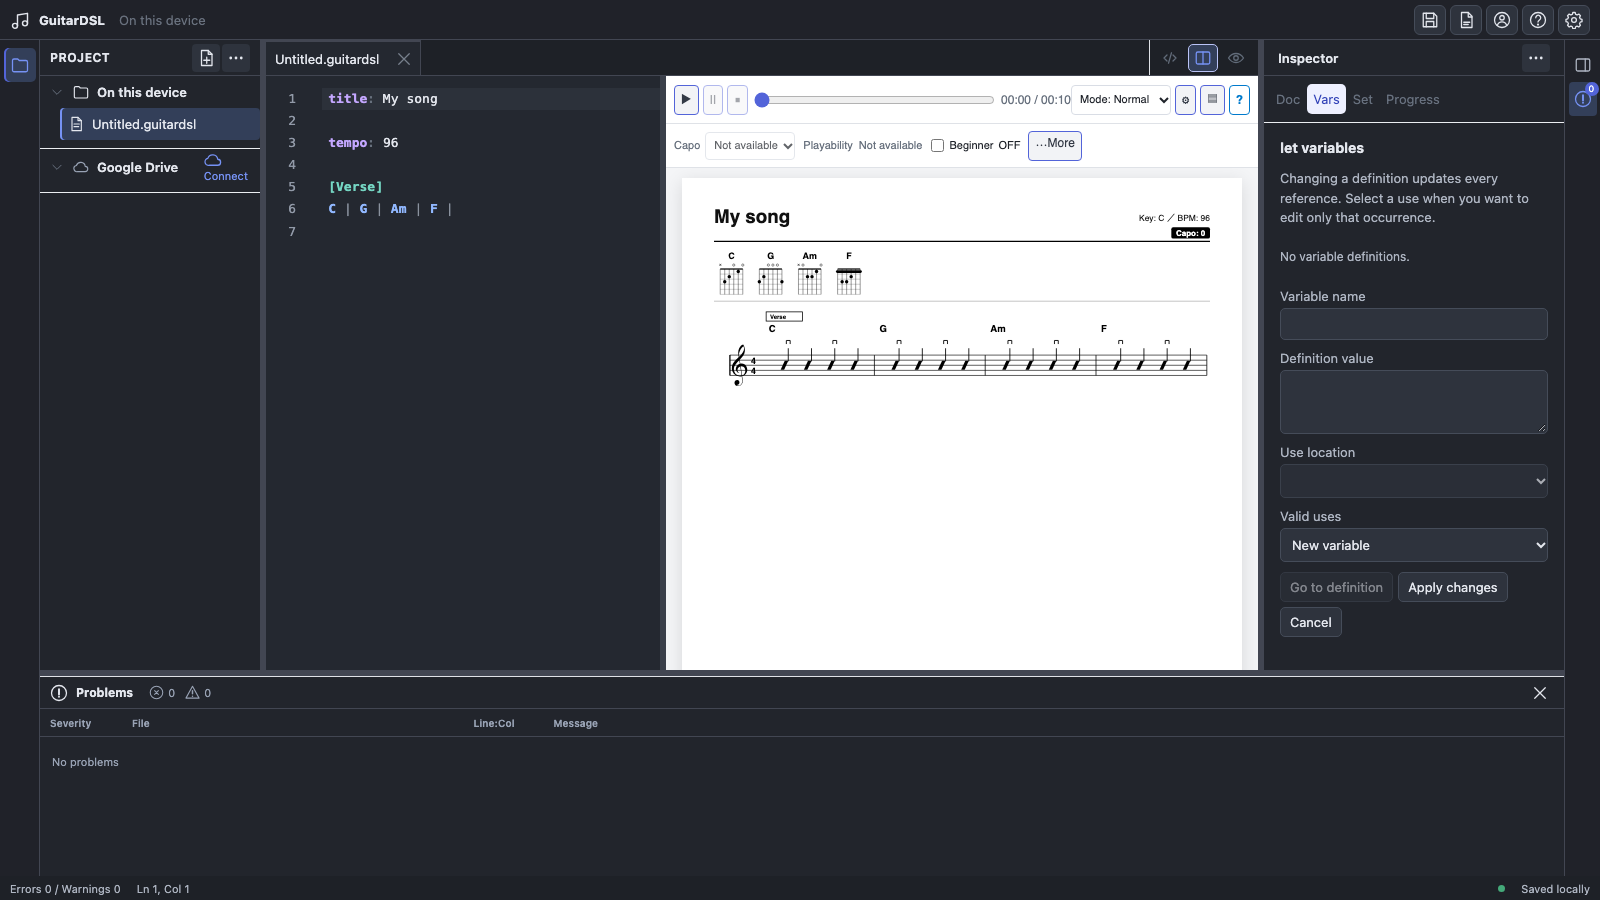 GuitarDSL On this device
PROJECT
On this device
Untitled.guitardsl
Google Drive
Connect
Untitled.guitardsl
1 title: My song
2
3 tempo: 96
4
5 [Verse]
6 C | G | Am | F |
7
00:00 / 00:10 Mode: Normal ?
Capo Not available Playability Not available Beginner OFF ⋯More
My song
Key: C ／ BPM: 96
Capo: 0
C G Am F
Verse
C G Am F
4
4
Inspector
Doc Vars Set Progress
let variables
Changing a definition updates every
reference. Select a use when you want to
edit only that occurrence.
No variable definitions.
Variable name
Definition value
Use location
Valid uses
New variable
Go to definition Apply changes
Cancel
0
Problems 0 0
Severity File Line:Col Message
No problems
Errors 0 / Warnings 0 Ln 1, Col 1 Saved locally